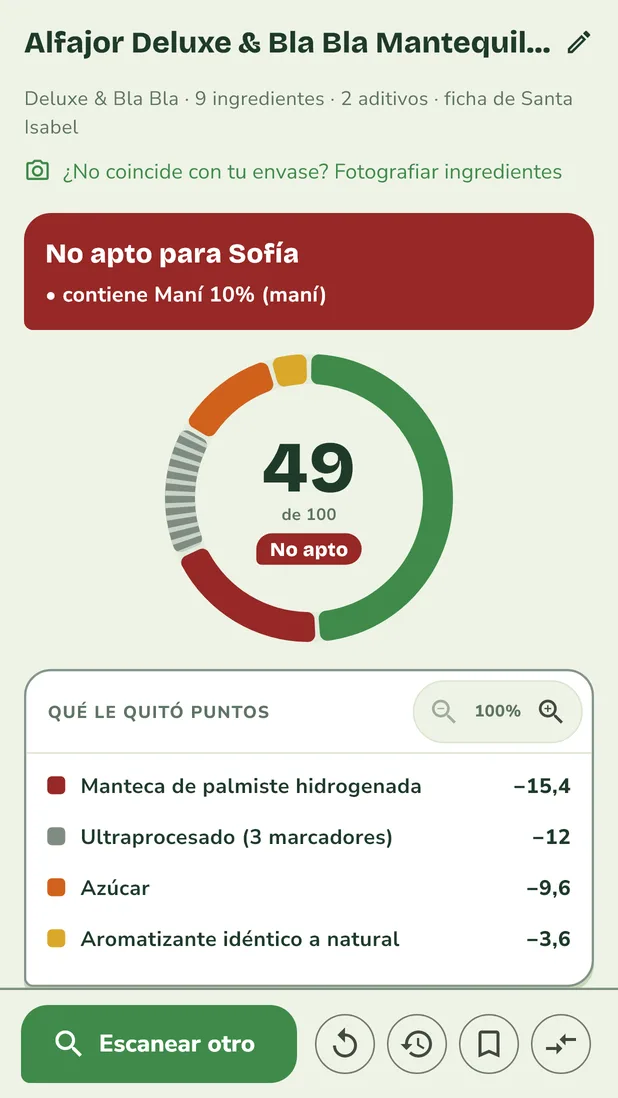 Alfajor Deluxe & Bla Bla Mantequil...
Deluxe & Bla Bla · 9 ingredientes · 2 aditivos · ficha de Santa
Isabel
¿No coincide con tu envase? Fotografiar ingredientes
No apto para Sofía
• contiene Maní 10% (maní)
49
de 100
No apto
QUÉ LE QUITÓ PUNTOS
100%
Manteca de palmiste hidrogenada −15,4
Ultraprocesado (3 marcadores) −12
Azúcar −9,6
Aromatizante idéntico a natural −3,6
Escanear otro